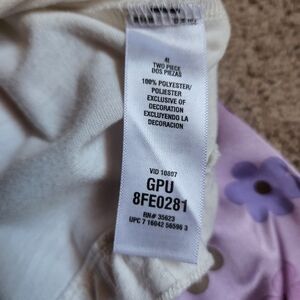 TWO PIECE
DOS PIEZAS
100% POLYESTER/
POLIESTER
EXCLUSIVE OF
DECORATION
EXCLUYENDO LA
DECORACION
VID 10807
GPU
8FE0281
RN# 35623
UPC 7 16042 56596 3